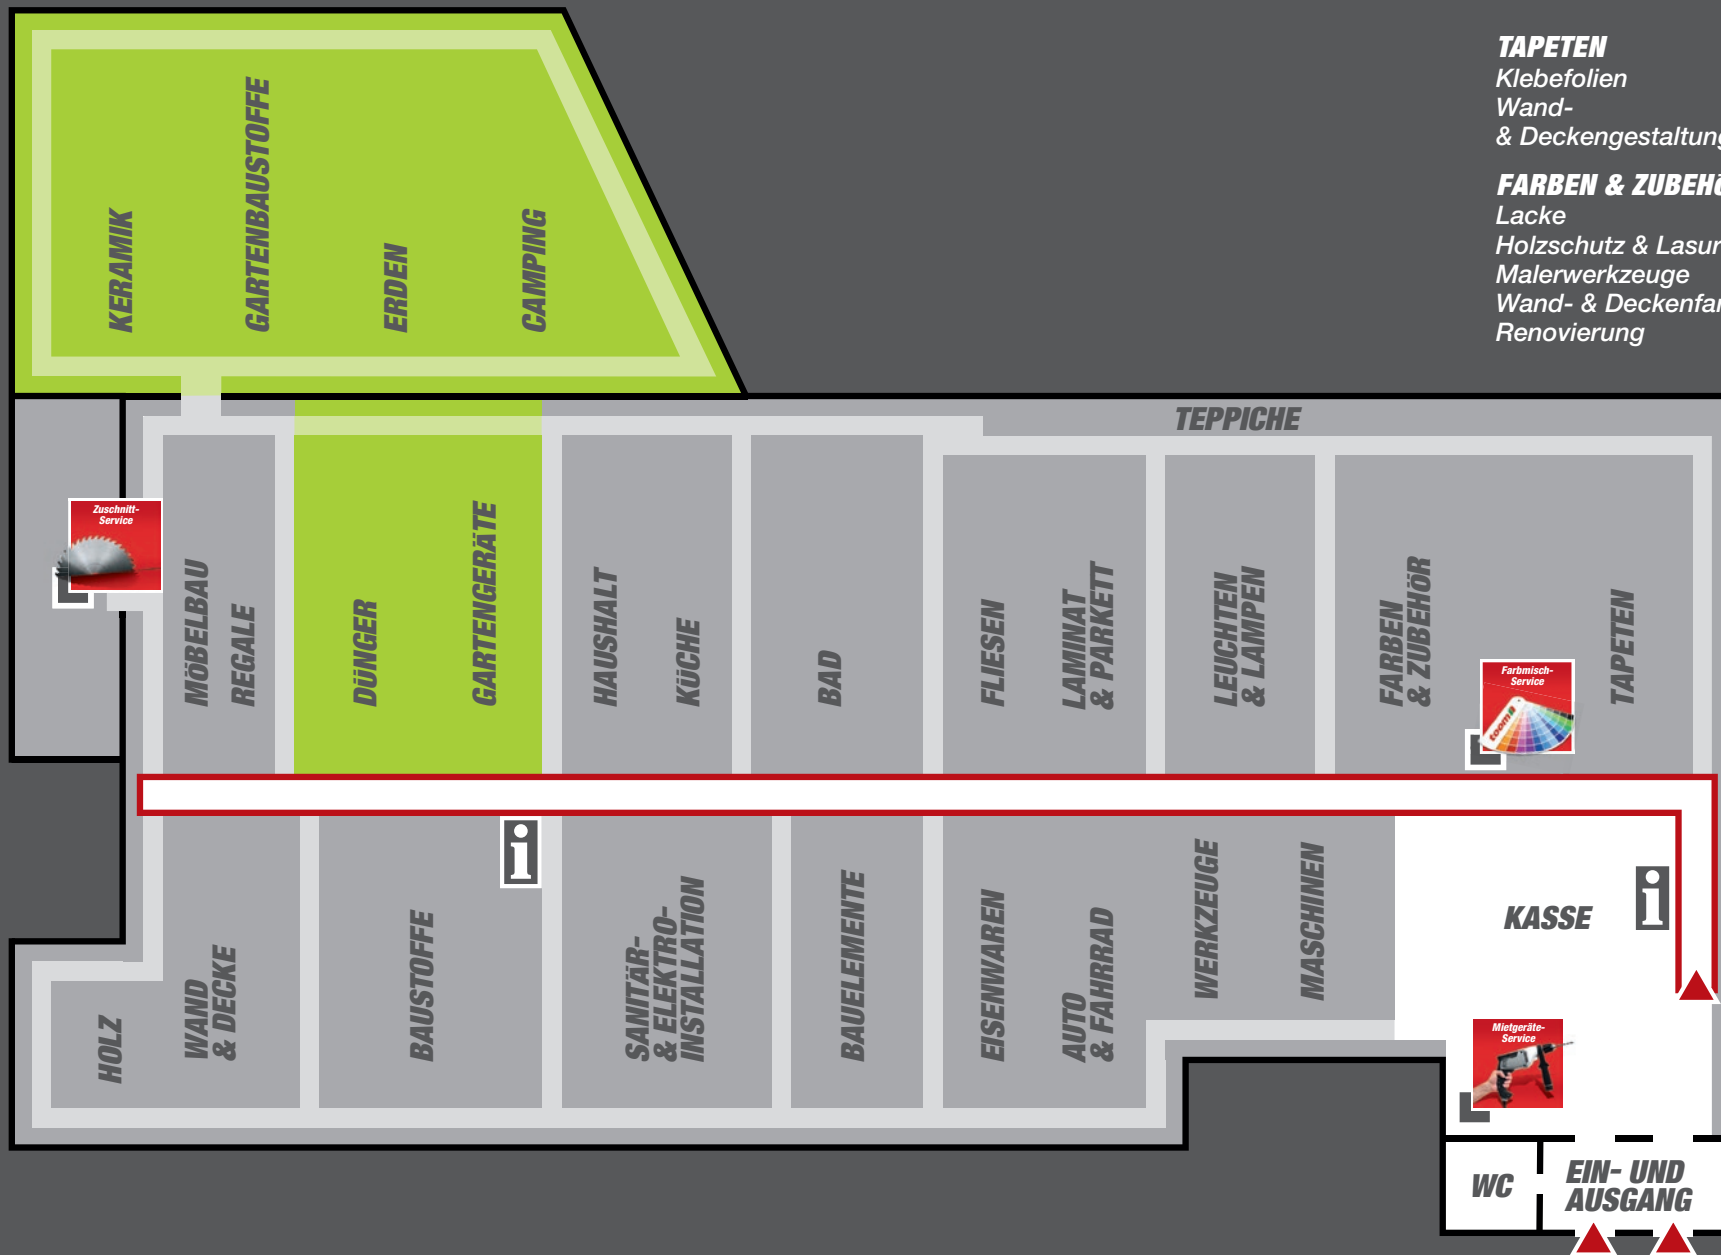 TAPETEN
Klebefolien
Wand-
& Deckengestaltung
FARBEN & ZUBEHÖ
Lacke
Holzschutz & Lasur
Malerwerkzeuge
Wand- & Deckenfar
Renovierung
KERAMIK
GARTENBAUSTOFFE
ERDEN
CAMPING
TEPPICHE
Zuschnitt-
Service
MÖBELBAU
REGALE
DÜNGER
GARTENGERÄTE
HAUSHALT
KÜCHE
BAD
FLIESEN
LAMINAT
& PARKETT
LEUCHTEN
& LAMPEN
FARBEN
& ZUBEHÖR
Farbmisch-
Service
toom
TAPETEN
i
HOLZ
WAND
& DECKE
BAUSTOFFE
SANITÄR-
& ELEKTRO-
INSTALLATION
BAUELEMENTE
EISENWAREN
AUTO
& FAHRRAD
WERKZEUGE
MASCHINEN
KASSE
i
Mietgeräte-
Service
WC
EIN- UND
AUSGANG